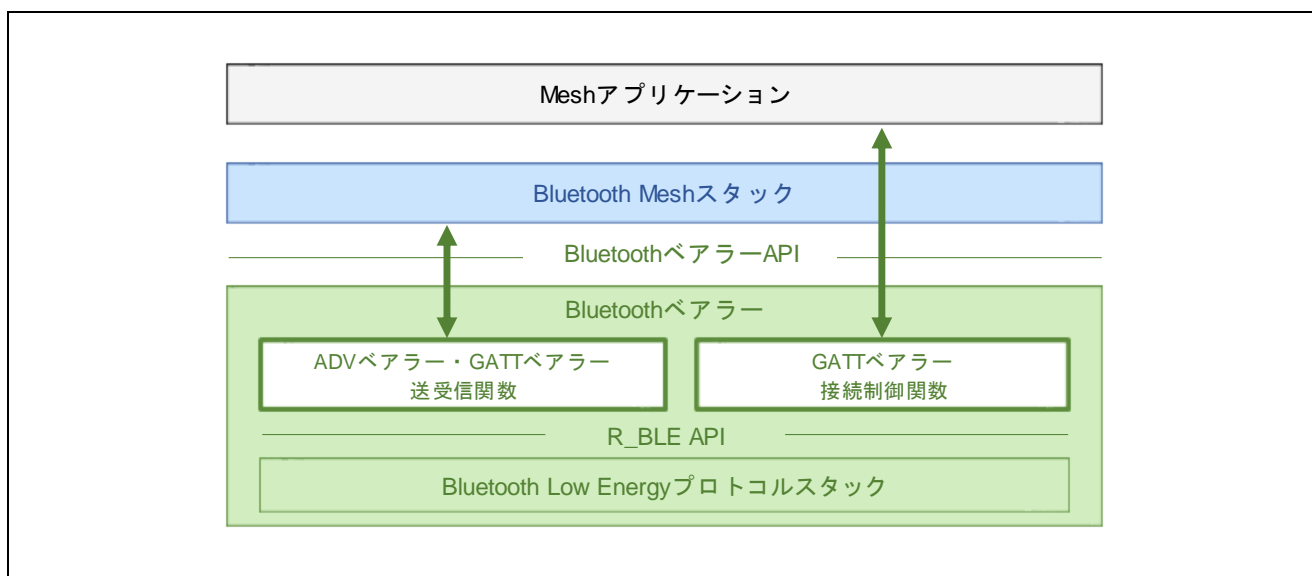 Meshアプリケーション
Bluetooth Meshスタック
BluetoothベアラーAPI
Bluetoothベアラー
ADVベアラー・GATTベアラー
送受信関数
GATTベアラー
接続制御関数
R_BLE API
Bluetooth Low Energyプロトコルスタック